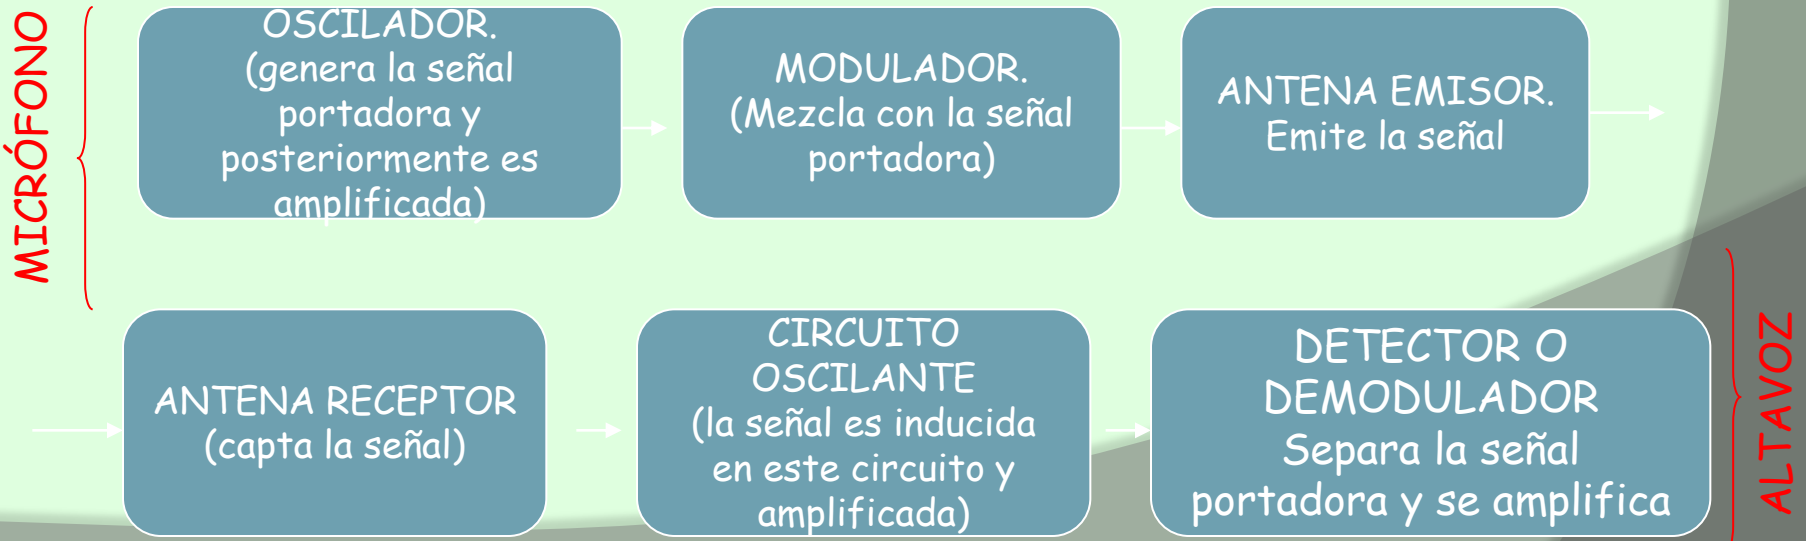 MICRÓFONO
OSCILADOR.
(genera la señal
portadora y
posteriormente es
amplificada)
MODULADOR.
(Mezcla con la señal
portadora)
ANTENA EMISOR.
Emite la señal
ANTENA RECEPTOR
(capta la señal)
CIRCUITO
OSCILANTE
(la señal es inducida
en este circuito y
amplificada)
DETECTOR O
DEMODULADOR
Separa la señal
portadora y se amplifica
ALTAVOZ